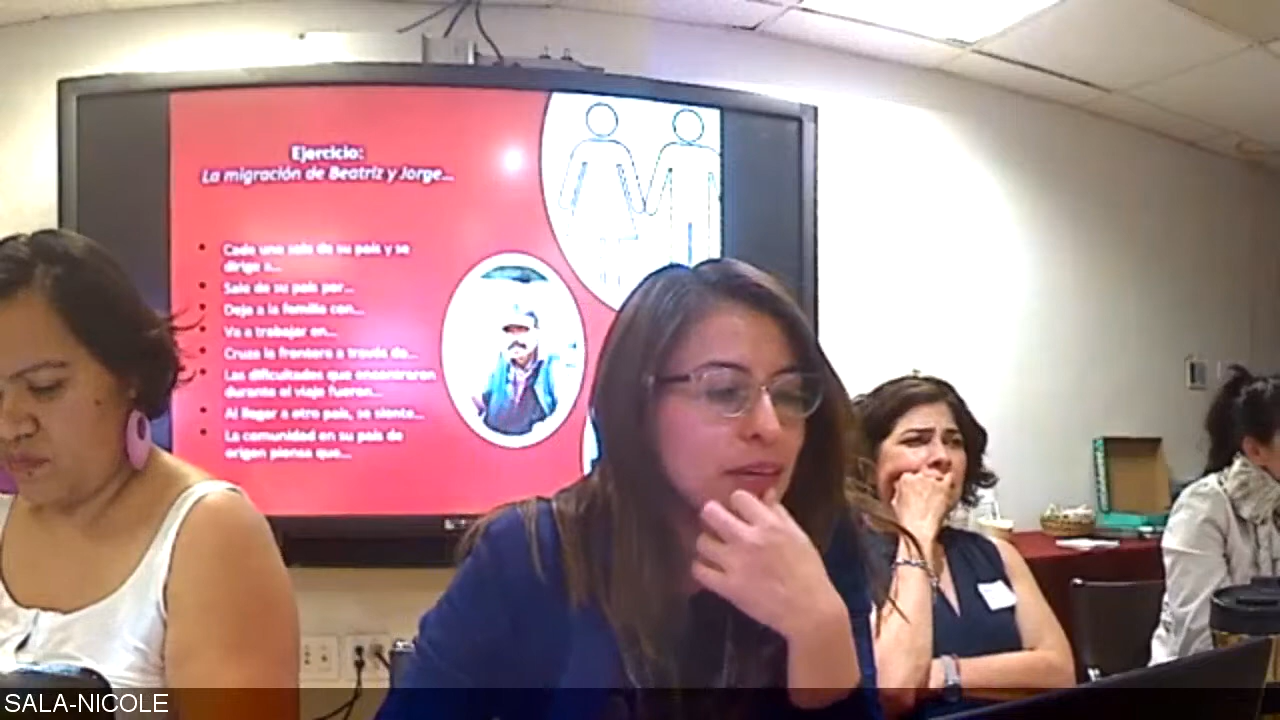 Ejercicio:
La migración de Beatriz y Jorge...
• Cada uno sale de su país y se
dirige a...
• Sale de su país por...
• Deja a la familia con...
• Va a trabajar en...
• Cruza la frontera a través de...
• Las dificultades que encontraron
durante el viaje fueron...
• Al llegar a otro país, se siente...
• La comunidad en su país de
origen piensa que...
SALA-NICOLE